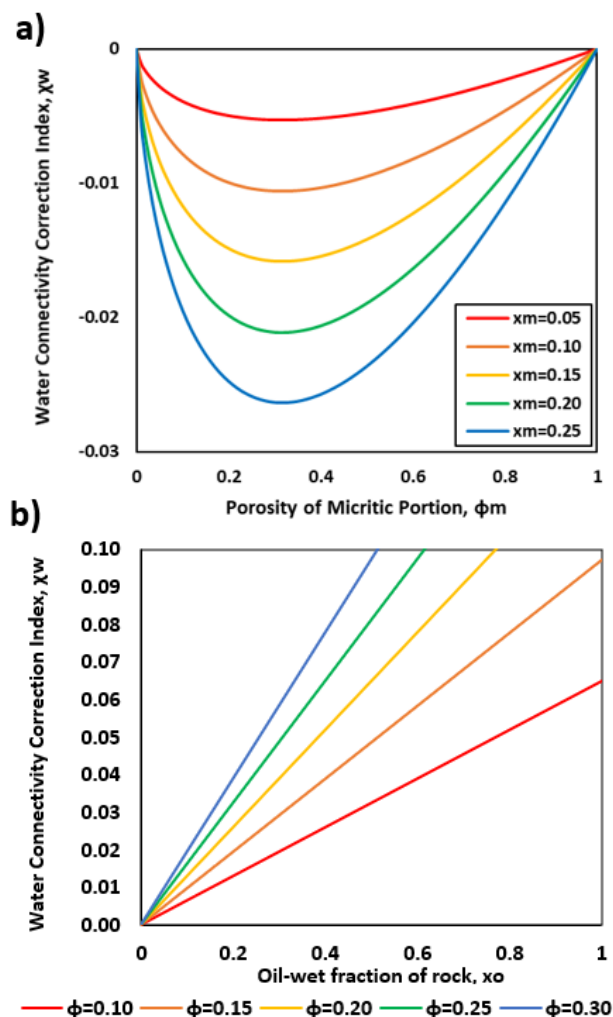 a)
Water Connectivity Correction Index, χw
0
-0.01
-0.02
-0.03
xm=0.05
xm=0.10
xm=0.15
xm=0.20
xm=0.25
0 0.2 0.4 0.6 0.8 1
Porosity of Micritic Portion, ϕm
b)
Water Connectivity Correction Index, χw
0.10
0.09
0.08
0.07
0.06
0.05
0.04
0.03
0.02
0.01
0.00
0 0.2 0.4 0.6 0.8 1
Oil-wet fraction of rock, xo
ϕ=0.10 ϕ=0.15 ϕ=0.20 ϕ=0.25 ϕ=0.30